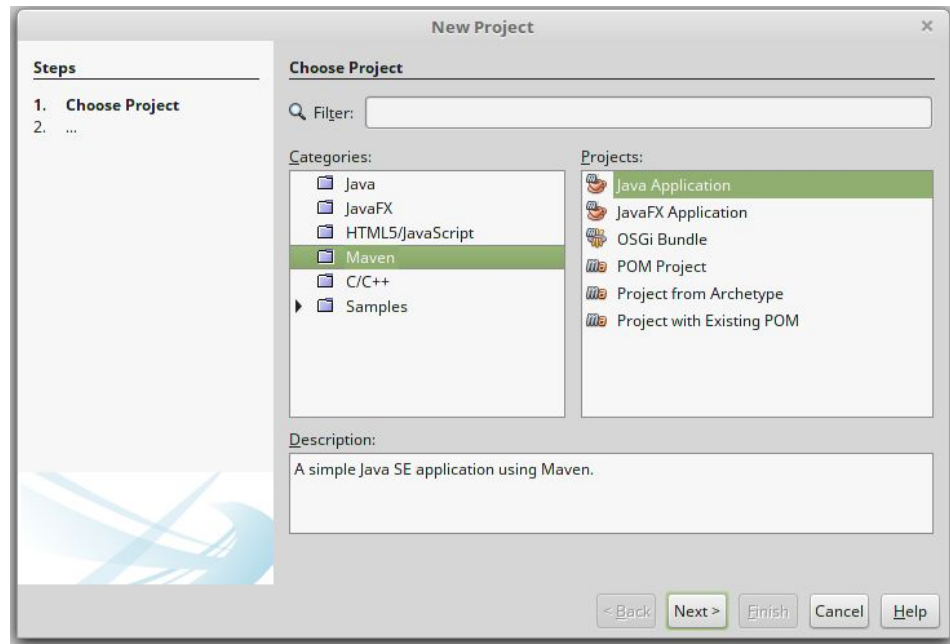 New Project
Steps
1. Choose Project
2. ...
Choose Project
Filter:
Categories:
Java
JavaFX
HTML5/JavaScript
Maven
C/C++
Samples
Projects:
Java Application
JavaFX Application
OSGi Bundle
POM Project
Project from Archetype
Project with Existing POM
Description:
A simple Java SE application using Maven.
< Back Next > Finish Cancel Help